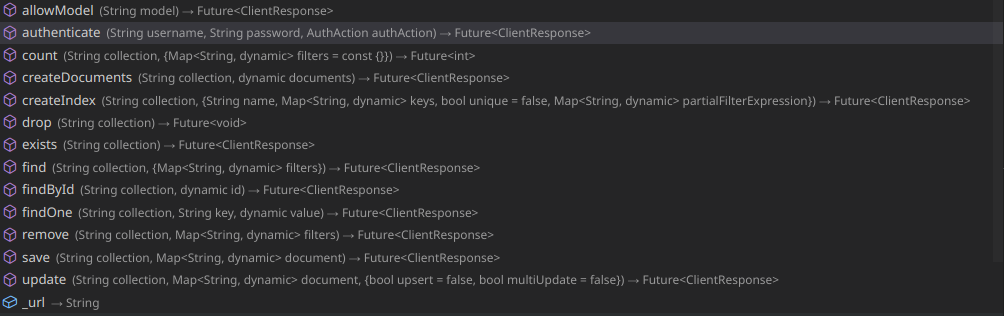 allowModel (String model) → Future<ClientResponse>
authenticate (String username, String password, AuthAction authAction) → Future<ClientResponse>
count (String collection, {Map<String, dynamic> filters = const {}}) → Future<int>
createDocuments (String collection, dynamic documents) → Future<ClientResponse>
createIndex (String collection, {String name, Map<String, dynamic> keys, bool unique = false, Map<String, dynamic> partialFilterExpression}) → Future<ClientResponse>
drop (String collection) → Future<void>
exists (String collection) → Future<ClientResponse>
find (String collection, {Map<String, dynamic> filters}) → Future<ClientResponse>
findById (String collection, dynamic id) → Future<ClientResponse>
findOne (String collection, String key, dynamic value) → Future<ClientResponse>
remove (String collection, Map<String, dynamic> filters) → Future<ClientResponse>
save (String collection, Map<String, dynamic> document) → Future<ClientResponse>
update (String collection, Map<String, dynamic> document, {bool upsert = false, bool multiUpdate = false}) → Future<ClientResponse>
_url → String